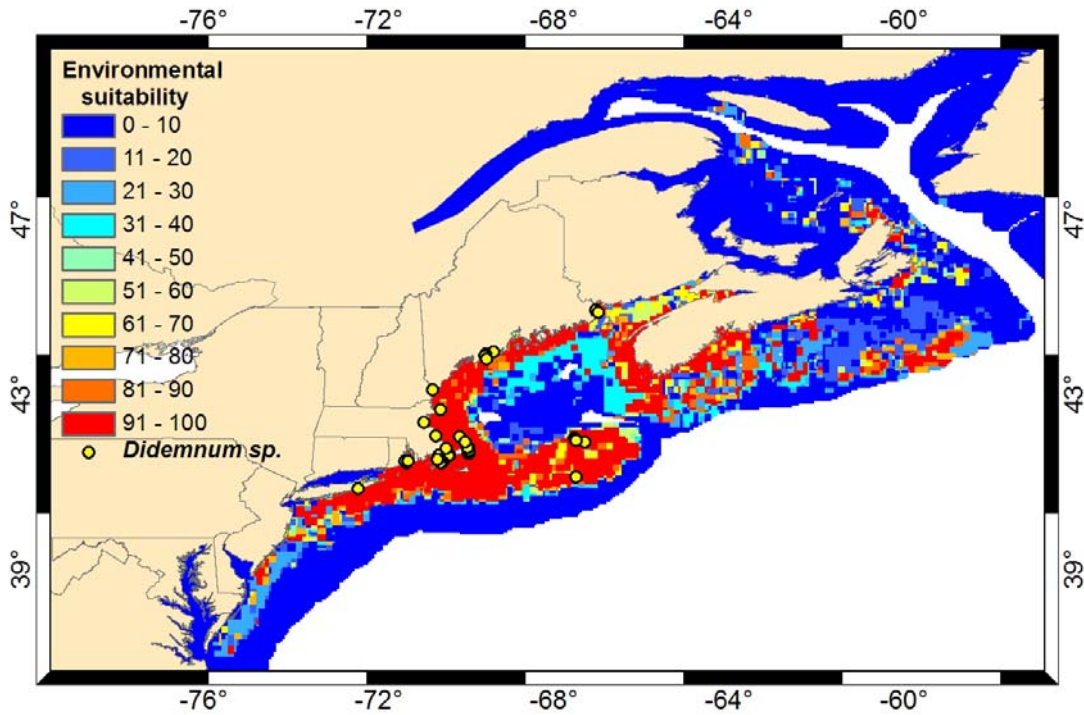 -76° -72° -68° -64° -60°
Environmental
suitability
0 - 10
11 - 20
21 - 30
31 - 40
41 - 50
51 - 60
61 - 70
71 - 80
81 - 90
91 - 100
Didemnum sp.
47° 47°
43° 43°
39° 39°
-76° -72° -68° -64° -60°